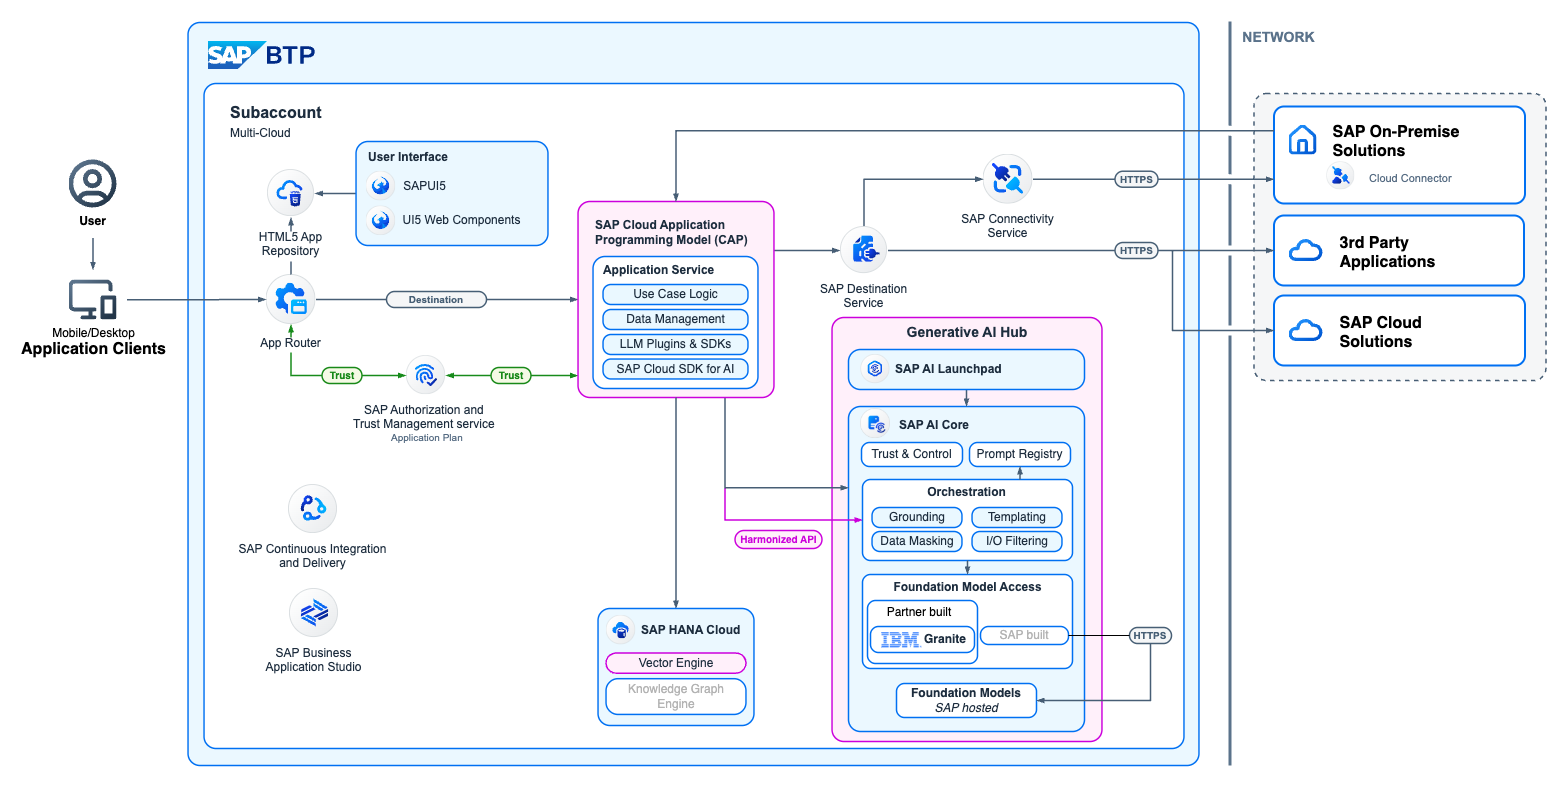 SAP BTP
NETWORK
Subaccount
Multi-Cloud
User
Mobile/Desktop
Application Clients
User Interface
SAPUI5
UI5 Web Components
HTML5 App
Repository
App Router
Destination
Trust
Trust
SAP Authorization and
Trust Management service
Application Plan
SAP Continuous Integration
and Delivery
SAP Business
Application Studio
SAP Cloud Application
Programming Model (CAP)
Application Service
Use Case Logic
Data Management
LLM Plugins & SDKs
SAP Cloud SDK for AI
SAP Connectivity
Service
SAP Destination
Service
HTTPS
HTTPS
SAP On-Premise
Solutions
Cloud Connector
3rd Party
Applications
SAP Cloud
Solutions
Generative AI Hub
SAP AI Launchpad
SAP AI Core
Trust & Control
Prompt Registry
Orchestration
Grounding
Templating
Data Masking
I/O Filtering
Harmonized API
Foundation Model Access
Partner built
IBM Granite
SAP built
HTTPS
Foundation Models
SAP hosted
SAP HANA Cloud
Vector Engine
Knowledge Graph
Engine